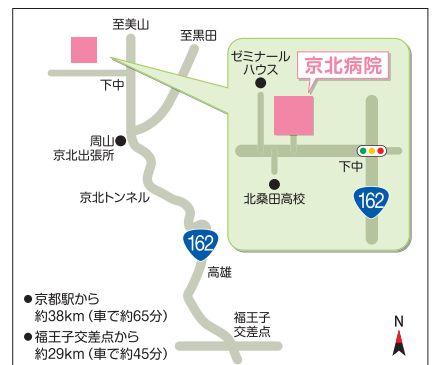 至美山
至黒田
下中
周山
京北出張所
京北トンネル
162
高雄
福王子
交差点
ゼミナール
ハウス
京北病院
下中
北桑田高校
162
●京都駅から
約38km（車で約65分）
●福王子交差点から
約29km（車で約45分）
N